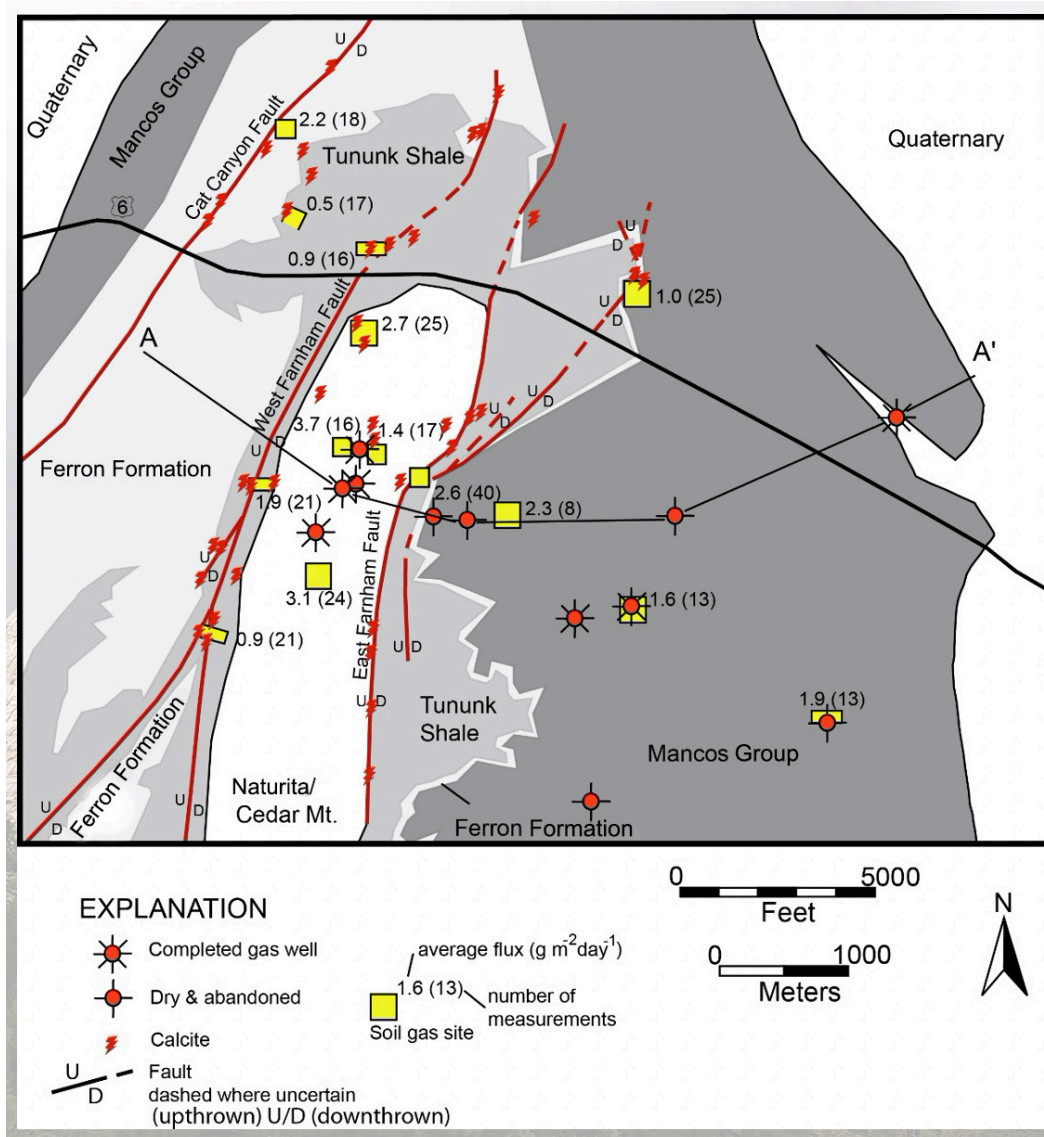 U
D
Quaternary
Mancos Group
Cat Canyon Fault
2.2 (18)
Tununk Shale
Quaternary
6
0.5 (17)
0.9 (16)
U
D
U
D
1.0 (25)
A
West Farnham Fault
2.7 (25)
A'
U
D
U
D
3.7 (16)
1.4 (17)
U
D
Ferron Formation
1.9 (21)
2.6 (40)
2.3 (8)
U
D
3.1 (24)
East Farnham Fault
1.6 (13)
0.9 (21)
U
D
U
D
Tununk
Shale
1.9 (13)
Mancos Group
Ferron Formation
Naturita/
Cedar Mt.
U
D
U
D
Ferron Formation
EXPLANATION
Completed gas well
Dry & abandoned
Calcite
U
D
Fault
dashed where uncertain
(upthrown) U/D (downthrown)
average flux (g m-2day-1)
1.6 (13)
number of
measurements
Soil gas site
0 5000
Feet
0 1000
Meters
N